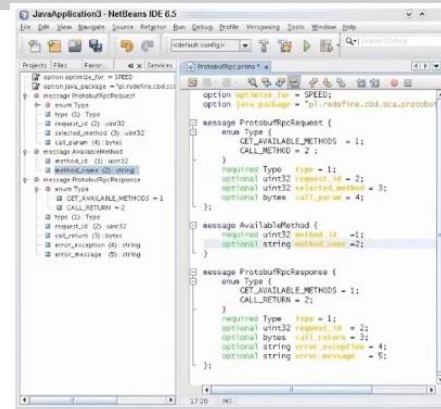 JavaApplication3 - NetBeans IDE 6.5
File Edit View Navigate Source Refactor Run Debug Profile Versioning Tools Window Help
<default config>
Projects Files Favor...
option optimize_for = SPEED
option java_package = "pl.redefine.cbd.sca
message ProtobufRpcRequest
enum Type
type (1): Type
request_id (2): uint32
selected_method (3): uint32
call_param (4): bytes
message AvailableMethod
method_id (1): uint32
method_name (2): string
message ProtobufRpcResponse
enum Type
GET_AVAILABLE_METHODS = 1
CALL_RETURN = 2
type (1): Type
request_id (2): uint32
call_return (3): bytes
error_exception (4): string
error_message (5): string
ProtobufRpc.proto *
option optimize_for = SPEED;
option java_package = "pl.redefine.cbd.sca.protobuf
message ProtobufRpcRequest {
enum Type {
GET_AVAILABLE_METHODS = 1;
CALL_METHOD = 2 ;
}
required Type type = 1;
optional uint32 request_id = 2;
optional uint32 selected_method = 3;
optional bytes call_param = 4;
};
message AvailableMethod {
required uint32 method_id =1;
optional string method_name =2;
};
message ProtobufRpcResponse {
enum Type {
GET_AVAILABLE_METHODS = 1;
CALL_RETURN = 2;
}
required Type type = 1;
optional uint32 request_id = 2;
optional bytes call_return = 3;
optional string error_exception = 4;
optional string error_message = 5;
};
17:20 INS